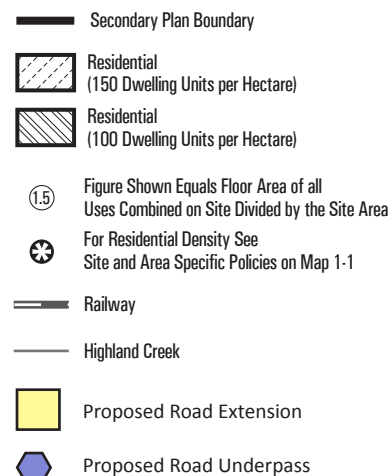 Secondary Plan Boundary
Residential
(150 Dwelling Units per Hectare)
Residential
(100 Dwelling Units per Hectare)
1.5
Figure Shown Equals Floor Area of all
Uses Combined on Site Divided by the Site Area
For Residential Density See
Site and Area Specific Policies on Map 1-1
Railway
Highland Creek
Proposed Road Extension
Proposed Road Underpass